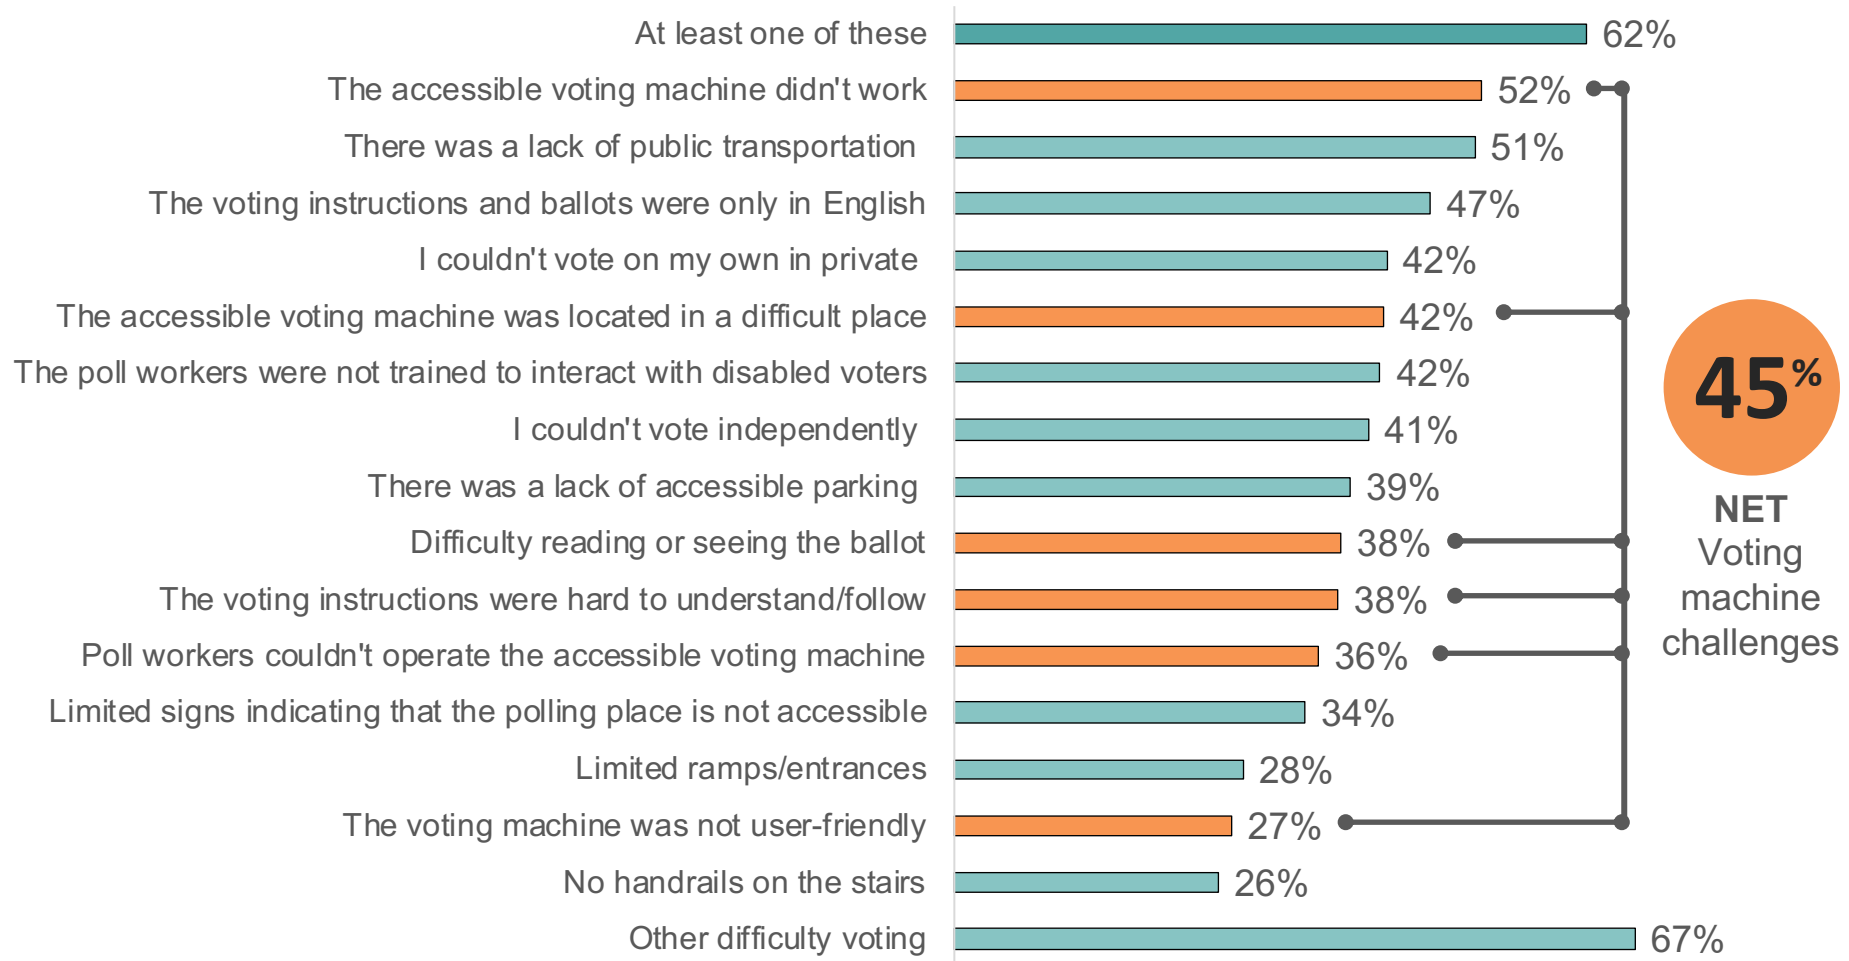 At least one of these 62%
The accessible voting machine didn't work 52%
There was a lack of public transportation 51%
The voting instructions and ballots were only in English 47%
I couldn't vote on my own in private 42%
The accessible voting machine was located in a difficult place 42%
The poll workers were not trained to interact with disabled voters 42%
I couldn't vote independently 41%
There was a lack of accessible parking 39%
Difficulty reading or seeing the ballot 38%
The voting instructions were hard to understand/follow 38%
Poll workers couldn't operate the accessible voting machine 36%
Limited signs indicating that the polling place is not accessible 34%
Limited ramps/entrances 28%
The voting machine was not user-friendly 27%
No handrails on the stairs 26%
Other difficulty voting 67%
45%
NET
Voting
machine
challenges